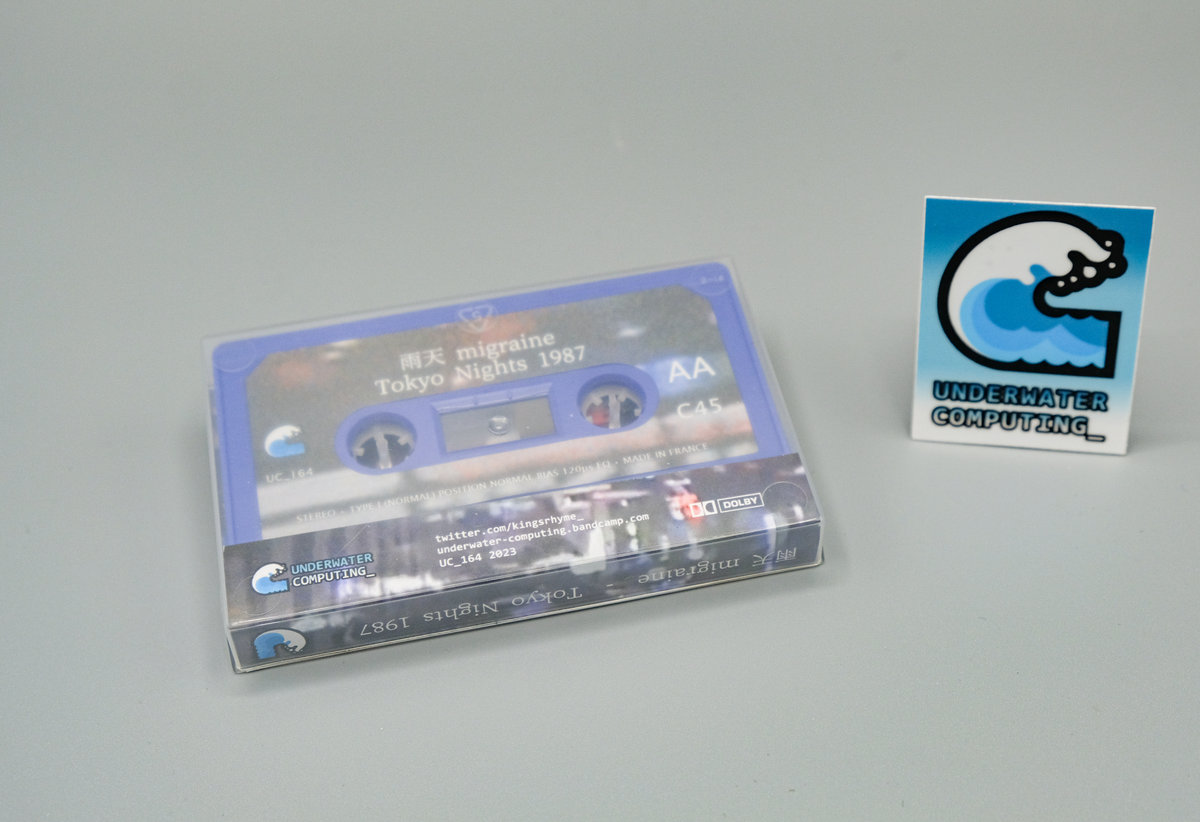 雨天 migraine
Tokyo Nights 1987
AA
C45
UC_164
STEREO • TYPE I (NORMAL) POSITION NORMAL BIAS 120µs EQ • MADE IN FRANCE
UNDERWATER
COMPUTING_
twitter.com/kingsrhyme_
underwater-computing.bandcamp.com
UC_164 2023
DOLBY
雨天 migraine - Tokyo Nights 1987
UNDERWATER
COMPUTING_